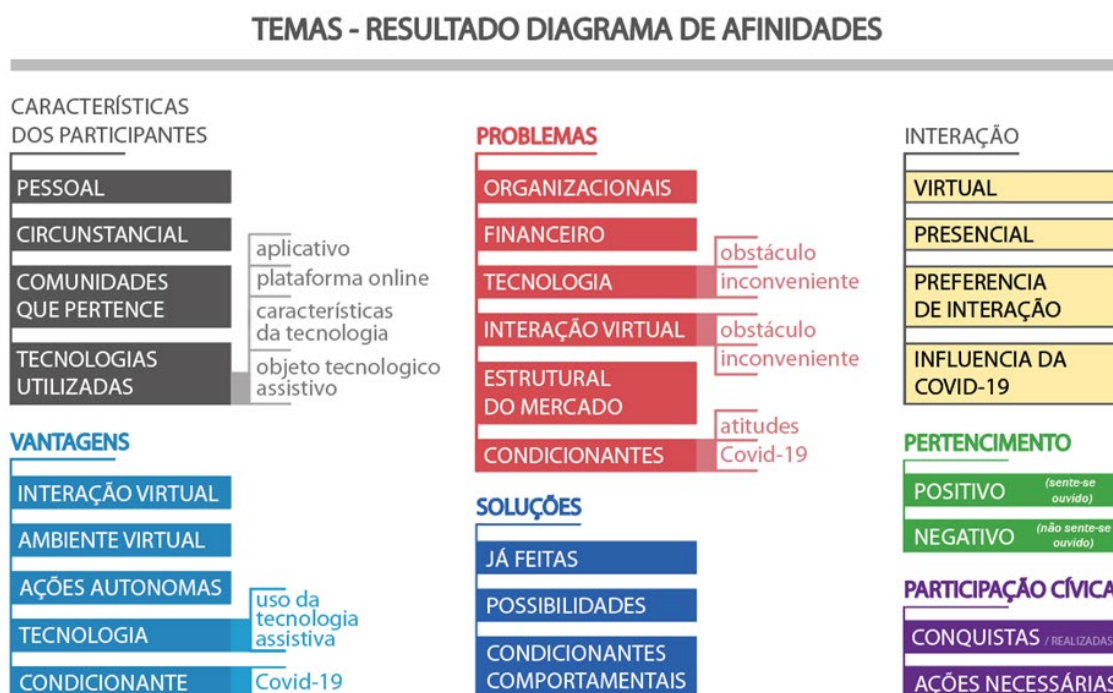 TEMAS - RESULTADO DIAGRAMA DE AFINIDADES
CARACTERÍSTICAS
DOS PARTICIPANTES
PESSOAL
CIRCUNSTANCIAL
COMUNIDADES
QUE PERTENCE
TECNOLOGIAS
UTILIZADAS
aplicativo
plataforma online
características
da tecnologia
objeto tecnologico
assistivo
VANTAGENS
INTERAÇÃO VIRTUAL
AMBIENTE VIRTUAL
AÇÕES AUTONOMAS
TECNOLOGIA
uso da
tecnologia
assistiva
CONDICIONANTE
Covid-19
PROBLEMAS
ORGANIZACIONAIS
FINANCEIRO
TECNOLOGIA
obstáculo
inconveniente
INTERAÇÃO VIRTUAL
obstáculo
inconveniente
ESTRUTURAL
DO MERCADO
CONDICIONANTES
atitudes
Covid-19
SOLUÇÕES
JÁ FEITAS
POSSIBILIDADES
CONDICIONANTES
COMPORTAMENTAIS
INTERAÇÃO
VIRTUAL
PRESENCIAL
PREFERENCIA
DE INTERAÇÃO
INFLUENCIA DA
COVID-19
PERTENCIMENTO
POSITIVO
(sente-se
ouvido)
NEGATIVO
(não sente-se
ouvido)
PARTICIPAÇÃO CÍVICA
CONQUISTAS / REALIZADAS
AÇÕES NECESSÁRIAS